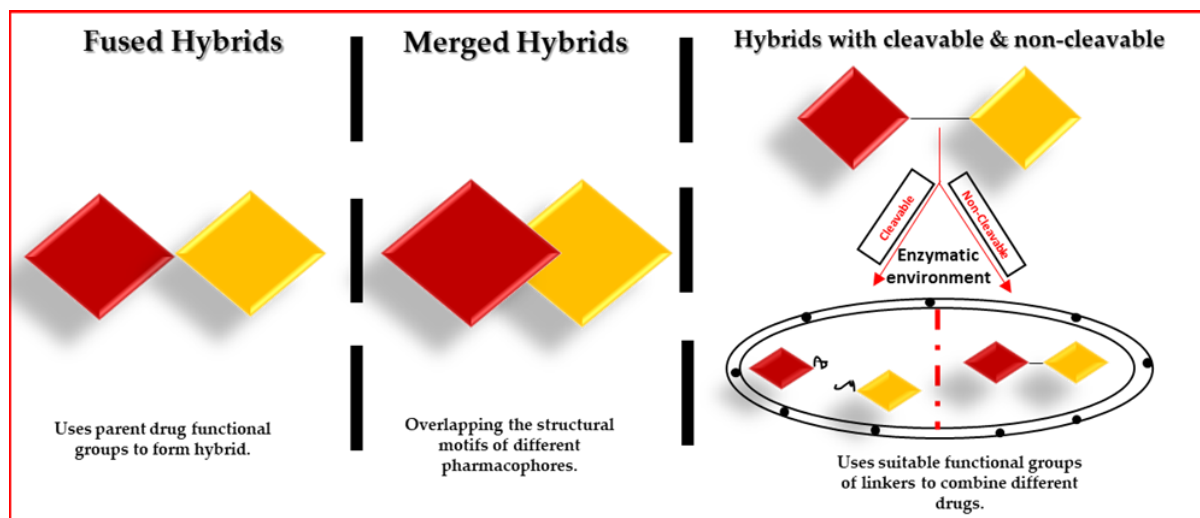 Fused Hybrids
Uses parent drug functional
groups to form hybrid.
Merged Hybrids
Overlapping the structural
motifs of different
pharmacophores.
Hybrids with cleavable & non-cleavable
Cleavable
Non-Cleavable
Enzymatic
environment
Uses suitable functional groups
of linkers to combine different
drugs.